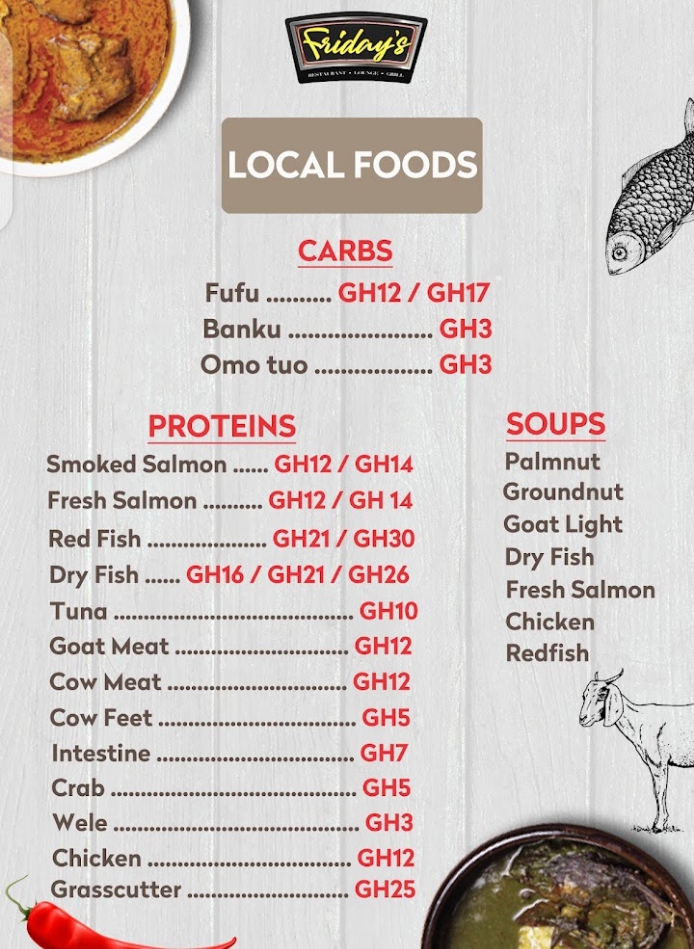 Friday's
RESTAURANT • LOUNGE • GRILL
LOCAL FOODS
CARBS
Fufu .......... GH12 / GH17
Banku ...................... GH3
Omo tuo .................. GH3
PROTEINS
Smoked Salmon ...... GH12 / GH14
Fresh Salmon .......... GH12 / GH 14
Red Fish .................... GH21 / GH30
Dry Fish ...... GH16 / GH21 / GH26
Tuna ........................................ GH10
Goat Meat ............................. GH12
Cow Meat .............................. GH12
Cow Feet ................................. GH5
Intestine ................................. GH7
Crab ......................................... GH5
Wele ......................................... GH3
Chicken .................................. GH12
Grasscutter ........................... GH25
SOUPS
Palmnut
Groundnut
Goat Light
Dry Fish
Fresh Salmon
Chicken
Redfish